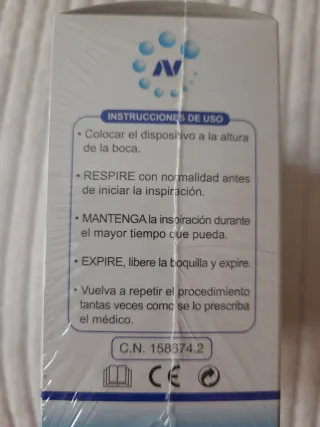 AV
INSTRUCCIONES DE USO
• Colocar el dispositivo a la altura
de la boca.
• RESPIRE con normalidad antes
de iniciar la inspiración.
• MANTENGA la inspiración durante
el mayor tiempo que pueda.
• EXPIRE, libere la boquilla y expire.
• Vuelva a repetir el procedimiento
tantas veces como se lo prescriba
el médico.
C.N. 158674.2
CE